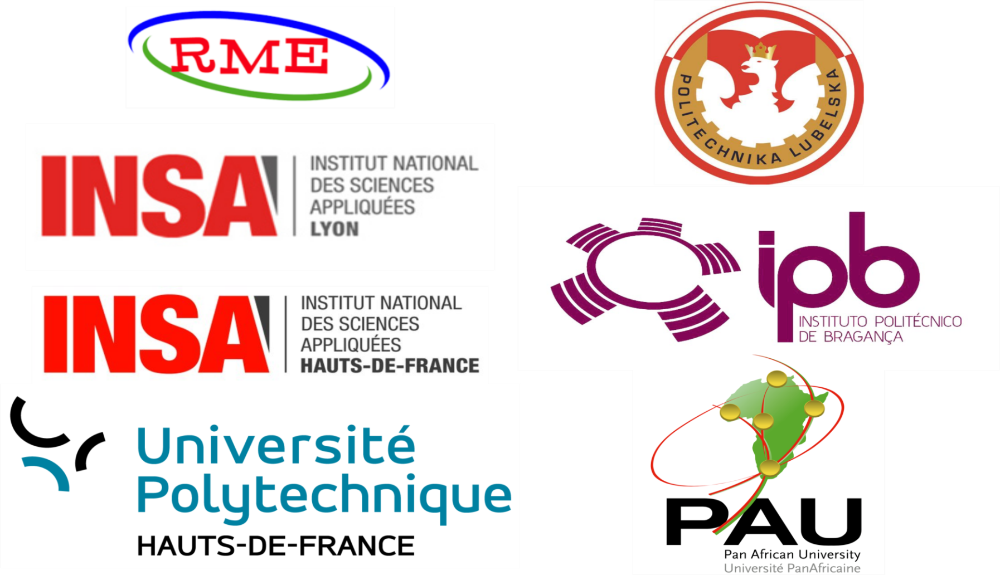 RME
INSA
INSTITUT NATIONAL
DES SCIENCES
APPLIQUÉES
LYON
INSA
INSTITUT NATIONAL
DES SCIENCES
APPLIQUÉES
HAUTS-DE-FRANCE
Université
Polytechnique
HAUTS-DE-FRANCE
POLITECHNIKA LUBELSKA
ipb
INSTITUTO POLITÉCNICO
DE BRAGANÇA
PAU
Pan African University
Université PanAfricaine